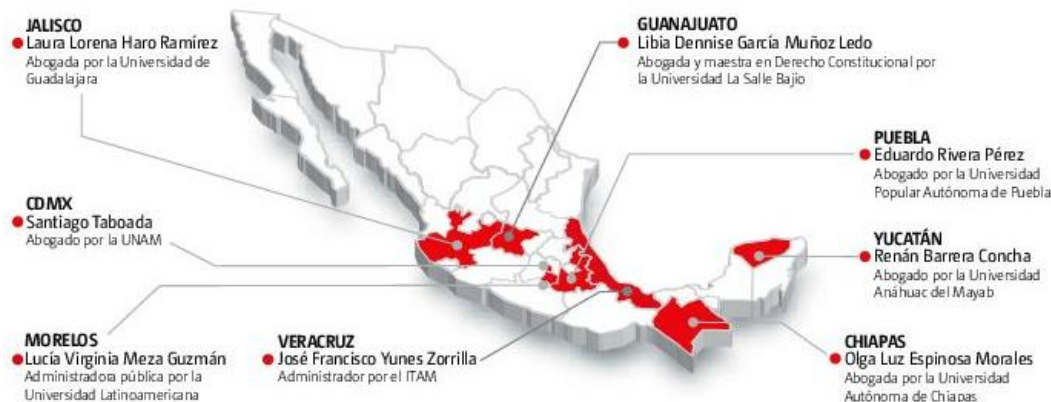 JALISCO
Laura Lorena Haro Ramírez
Abogada por la Universidad de
Guadalajara
GUANAJUATO
Libia Dennise García Muñoz Ledo
Abogada y maestra en Derecho Constitucional por
la Universidad La Salle Bajío
PUEBLA
Eduardo Rivera Pérez
Abogado por la Universidad
Popular Autónoma de Puebla
CDMX
Santiago Taboada
Abogado por la UNAM
YUCATÁN
Renán Barrera Concha
Abogado por la Universidad
Anáhuac del Mayab
MORELOS
Lucía Virginia Meza Guzmán
Administradora pública por la
Universidad Latinoamericana
VERACRUZ
José Francisco Yunes Zorrilla
Administrador por el ITAM
CHIAPAS
Olga Luz Espinosa Morales
Abogada por la Universidad
Autónoma de Chiapas